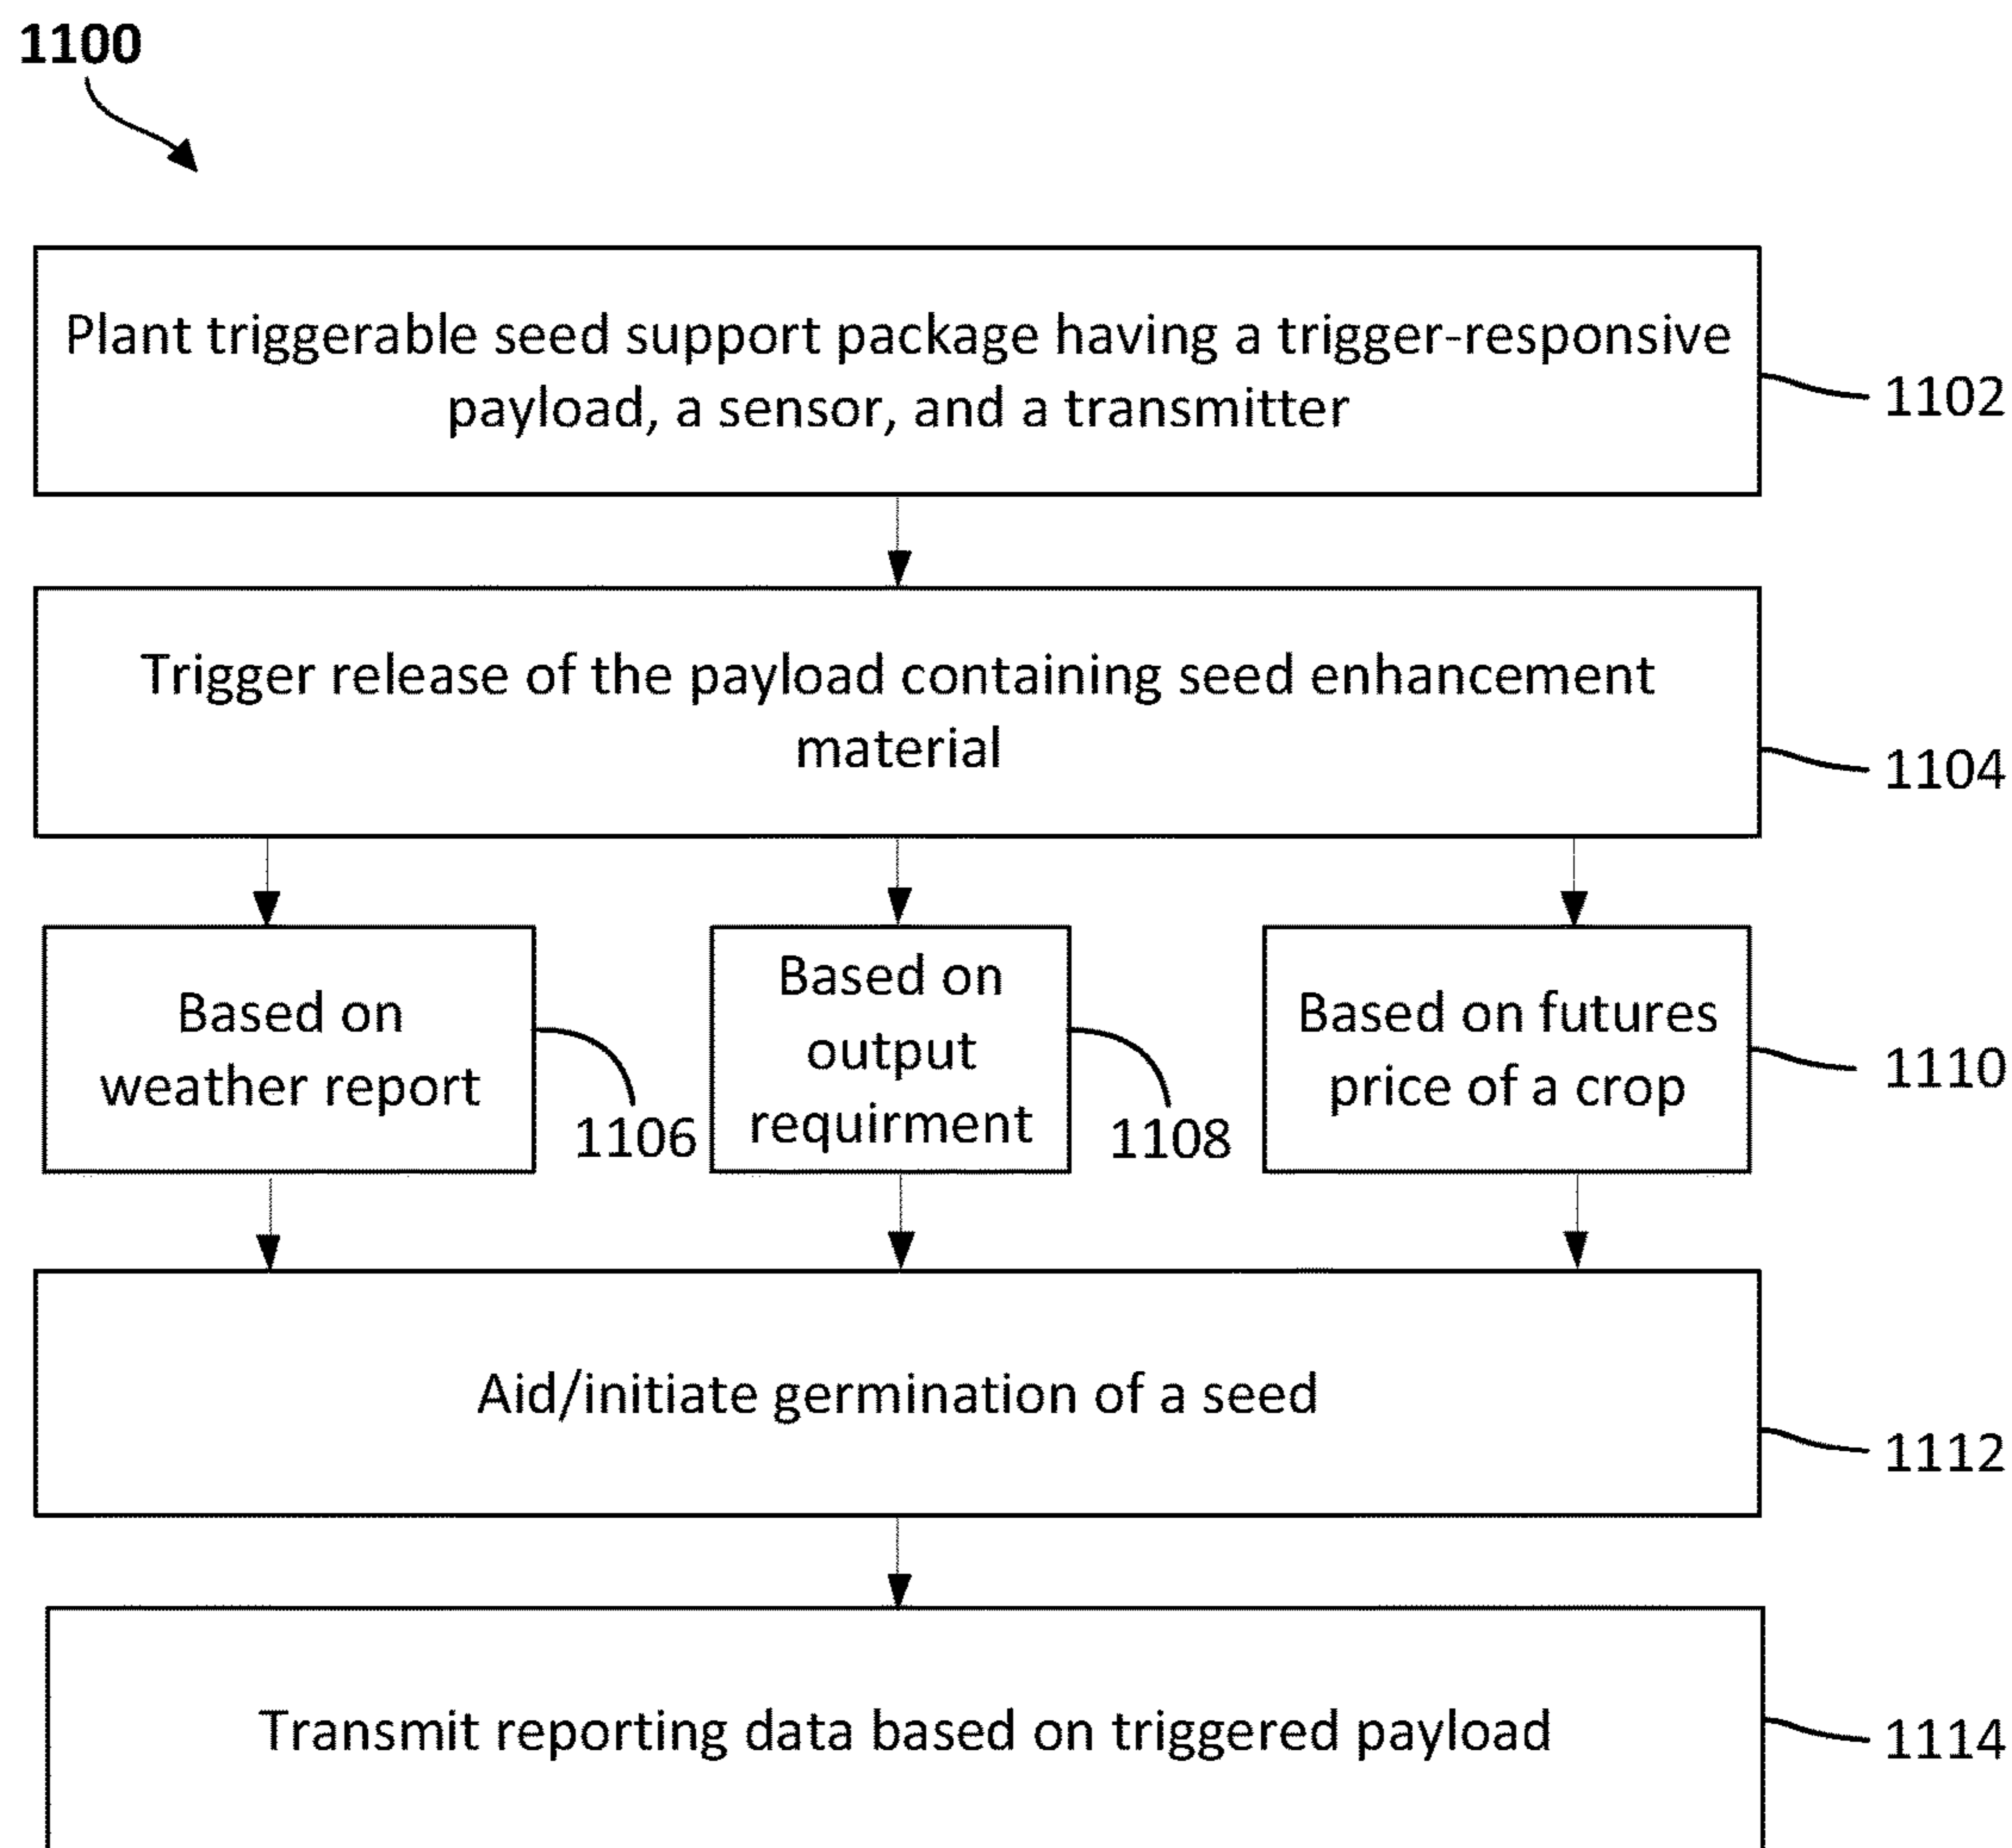 1100
Plant triggerable seed support package having a trigger-responsive
payload, a sensor, and a transmitter
1102
Trigger release of the payload containing seed enhancement
material
1104
Based on
weather report
1106
Based on
output
requirment
1108
Based on futures
price of a crop
1110
Aid/initiate germination of a seed
1112
Transmit reporting data based on triggered payload
1114